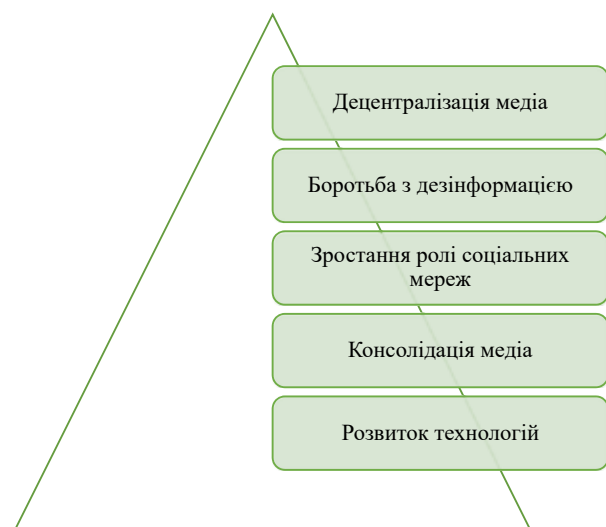 Децентралізація медіа
Боротьба з дезінформацією
Зростання ролі соціальних
мереж
Консолідація медіа
Розвиток технологій